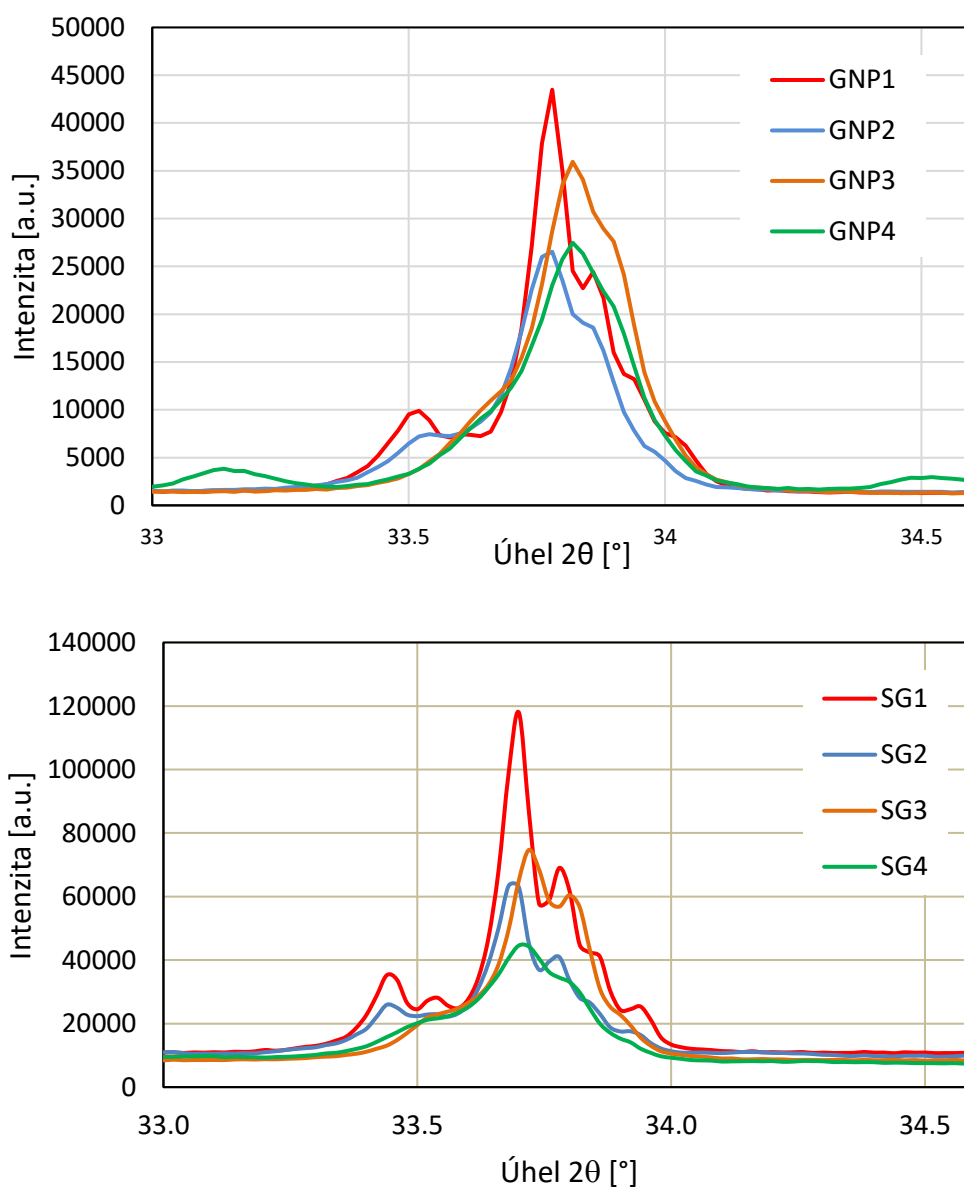 50000
45000
40000
35000
30000
25000
20000
15000
10000
5000
0
Intenzita [a.u.]
GNP1
GNP2
GNP3
GNP4
33 33.5 34 34.5
Úhel 2θ [°]
140000
120000
100000
80000
60000
40000
20000
0
Intenzita [a.u.]
SG1
SG2
SG3
SG4
33.0 33.5 34.0 34.5
Úhel 2θ [°]